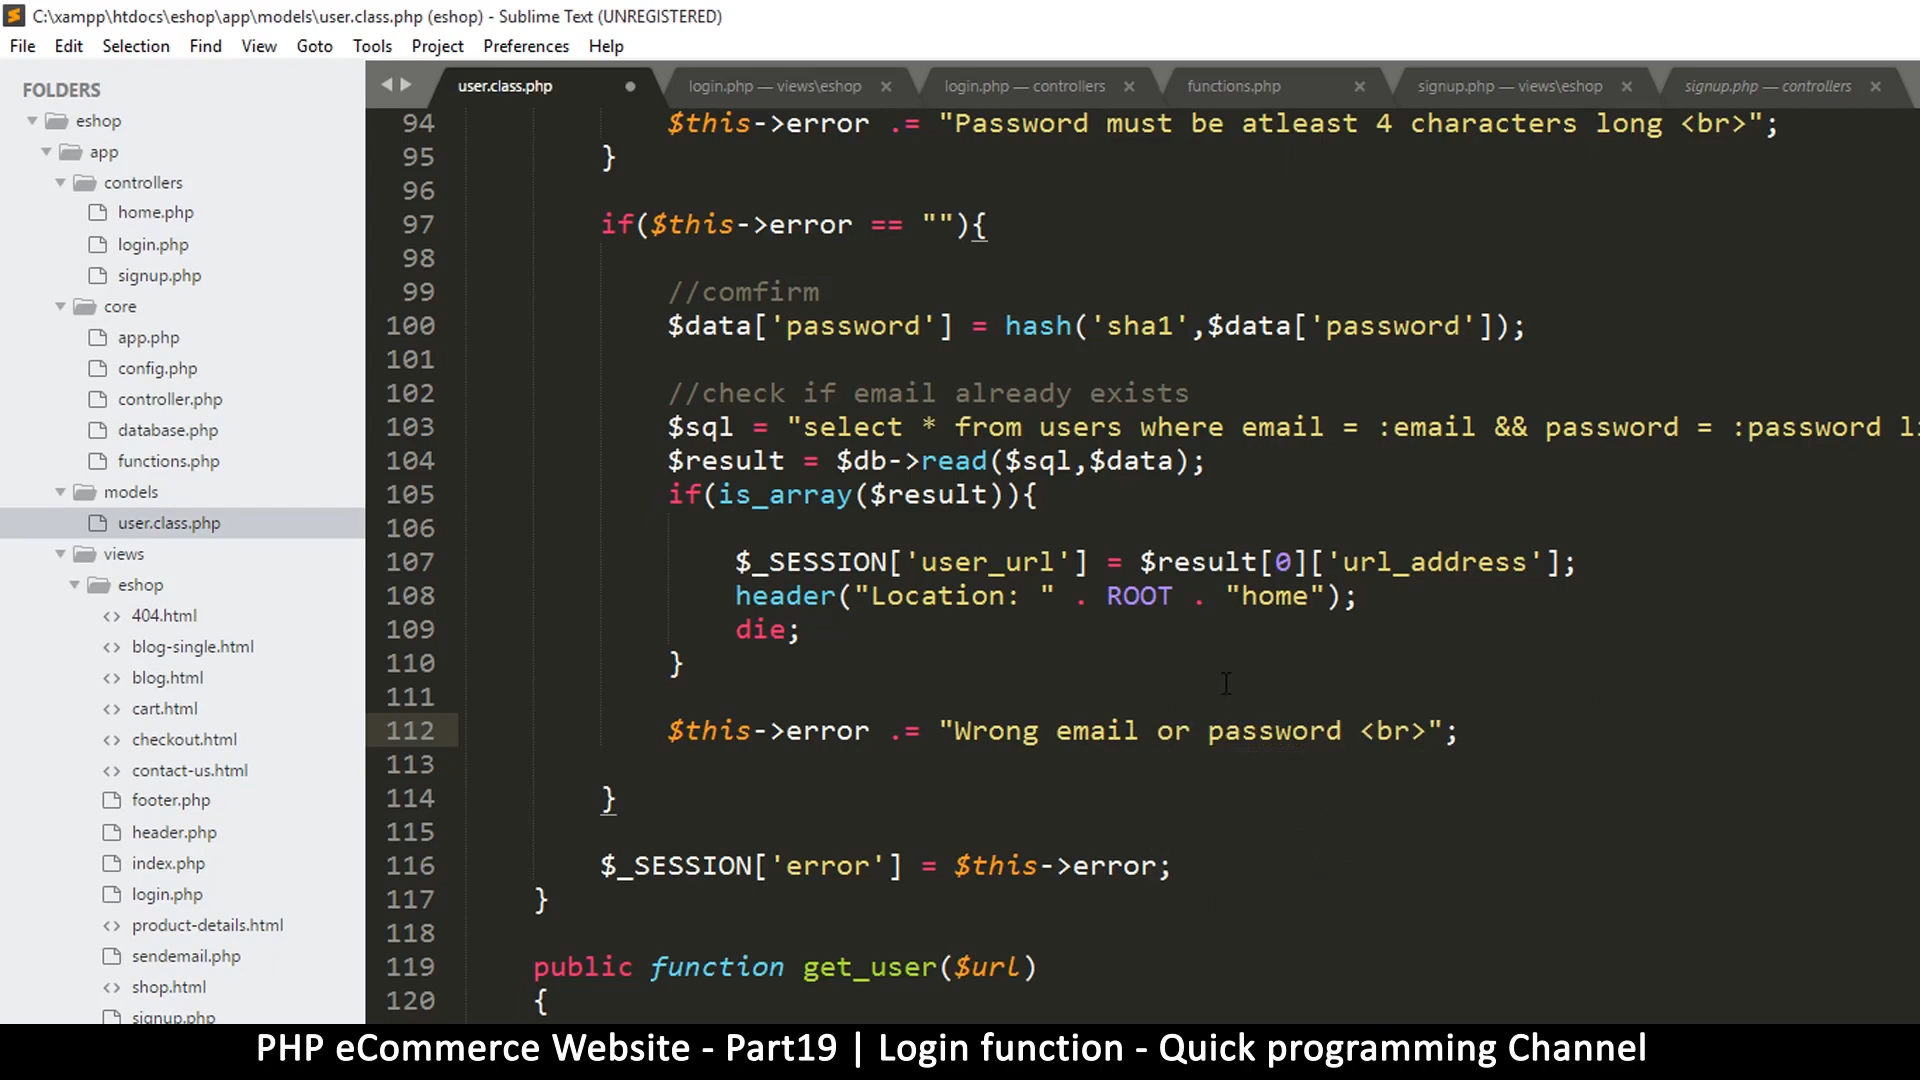 C:\xampp\htdocs\eshop\app\models\user.class.php (eshop) - Sublime Text (UNREGISTERED)
File Edit Selection Find View Goto Tools Project Preferences Help
FOLDERS
eshop
app
controllers
home.php
login.php
signup.php
core
app.php
config.php
controller.php
database.php
functions.php
models
user.class.php
views
eshop
404.html
blog-single.html
blog.html
cart.html
checkout.html
contact-us.html
footer.php
header.php
index.php
login.php
product-details.html
sendemail.php
shop.html
signup.php
user.class.php login.php — views\eshop login.php — controllers functions.php signup.php — views\eshop signup.php — controllers
94 $this->error .= "Password must be atleast 4 characters long <br>";
95 }
96
97 if($this->error == ""){
98
99 //comfirm
100 $data['password'] = hash('sha1',$data['password']);
101
102 //check if email already exists
103 $sql = "select * from users where email = :email && password = :password
104 $result = $db->read($sql,$data);
105 if(is_array($result)){
106
107 $_SESSION['user_url'] = $result[0]['url_address'];
108 header("Location: " . ROOT . "home");
109 die;
110 }
111
112 $this->error .= "Wrong email or password <br>";
113
114 }
115
116 $_SESSION['error'] = $this->error;
117 }
118
119 public function get_user($url)
120 {
PHP eCommerce Website - Part19 | Login function - Quick programming Channel